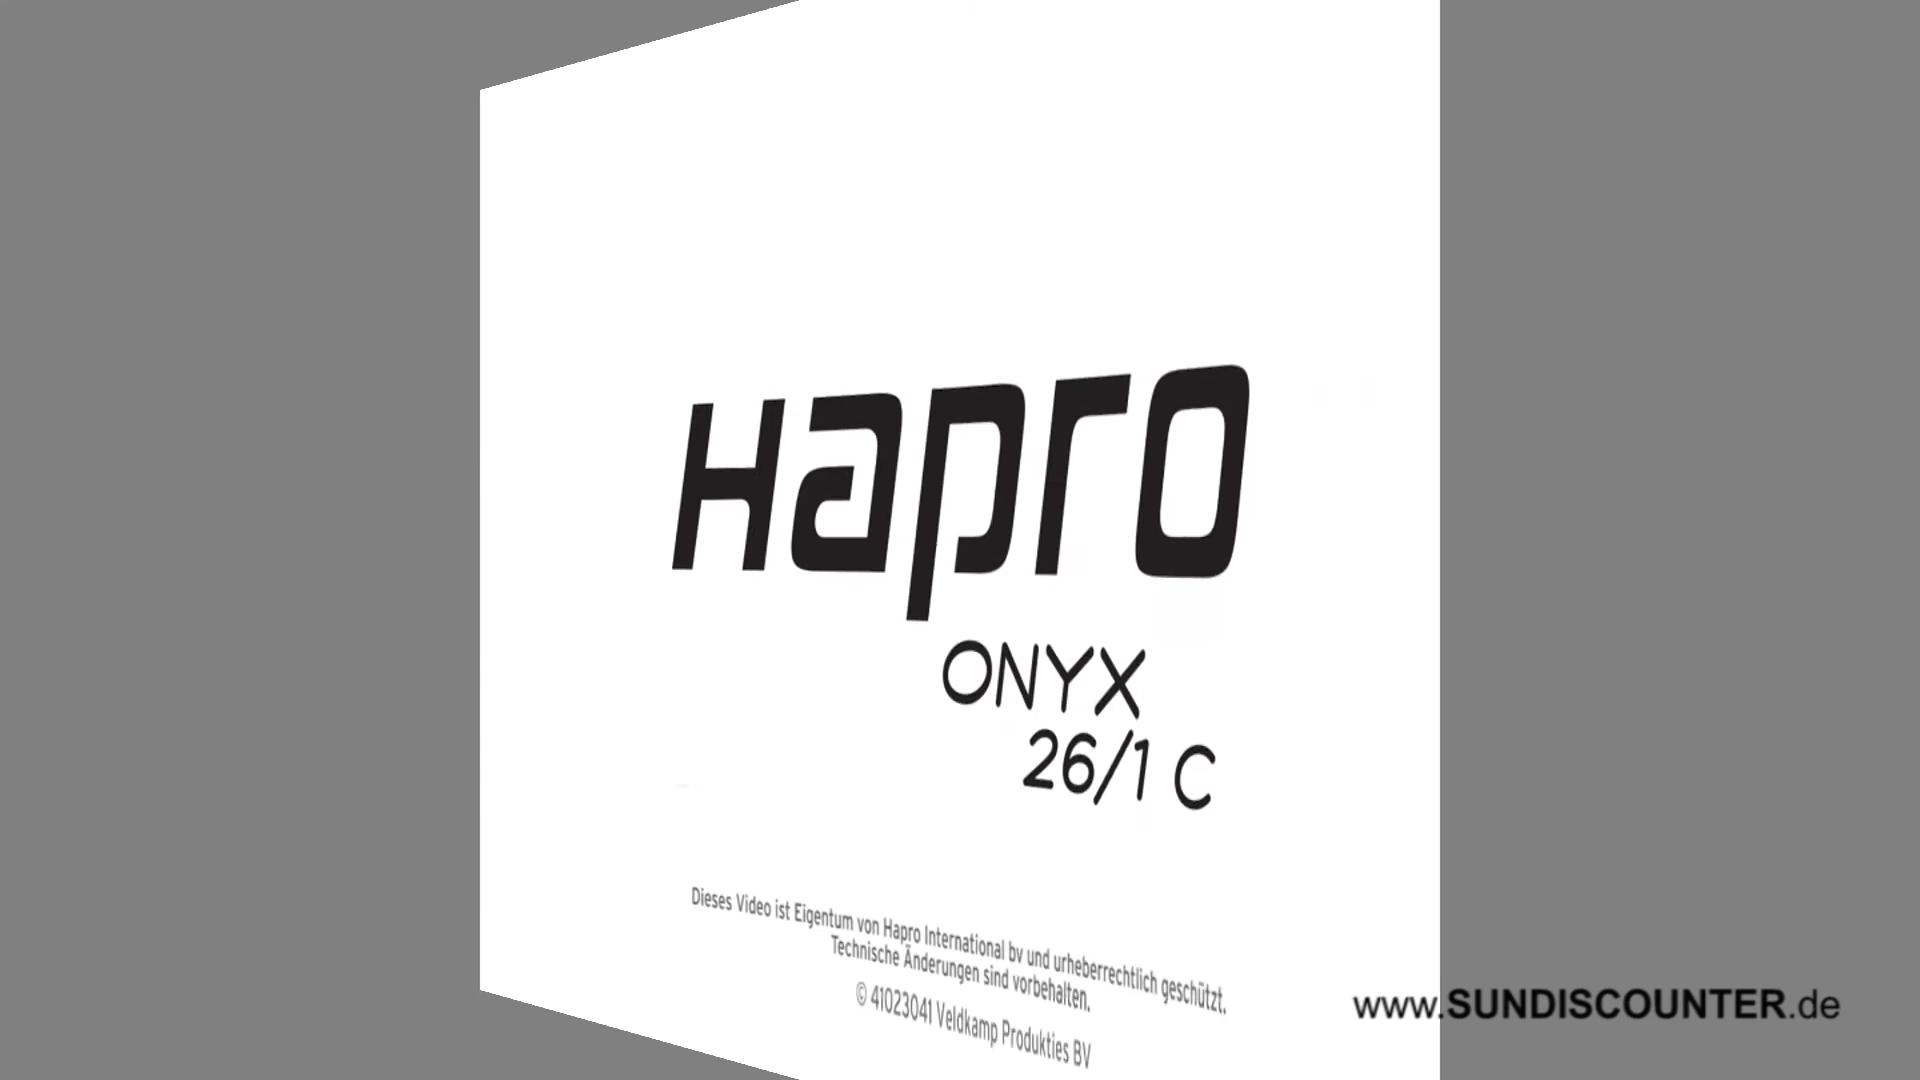 Hapro
ONYX
26/1 C
Dieses Video ist Eigentum von Hapro International bv und urheberrechtlich geschützt.
Technische Änderungen sind vorbehalten.
© 41023041 Veldkamp Produkties BV
www.SUNDISCOUNTER.de